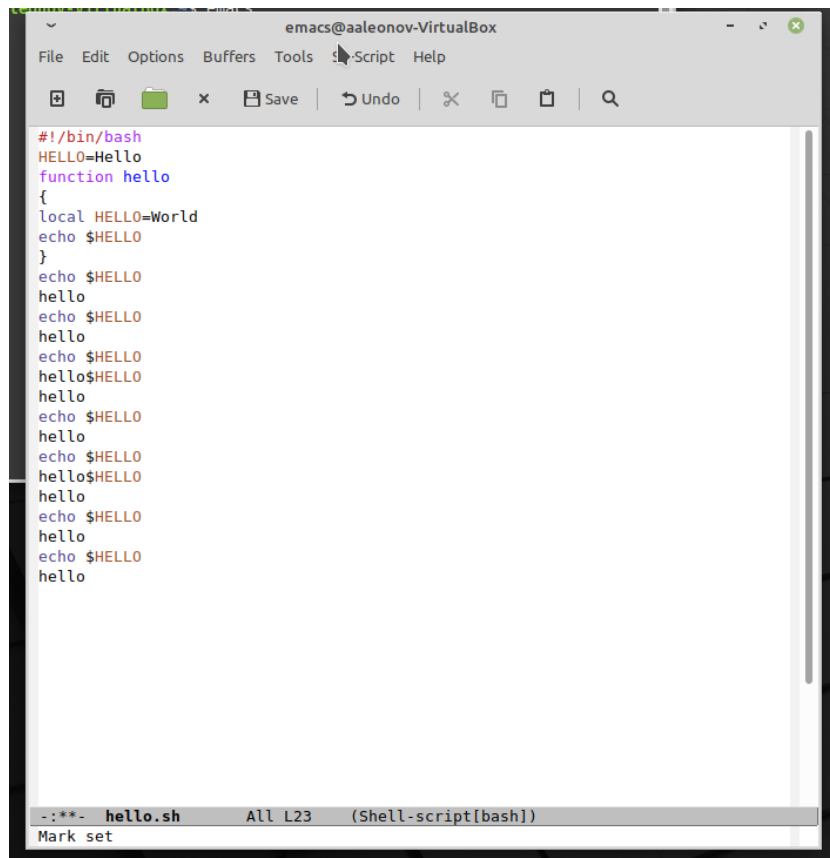 emacs@aaleonov-VirtualBox
File Edit Options Buffers Tools Script Help
Save Undo
#!/bin/bash
HELLO=Hello
function hello
{
local HELLO=World
echo $HELLO
}
echo $HELLO
hello
echo $HELLO
hello
echo $HELLO
hello$HELLO
hello
echo $HELLO
hello
echo $HELLO
hello$HELLO
hello
echo $HELLO
hello
echo $HELLO
hello
-:**- hello.sh All L23 (Shell-script[bash])
Mark set